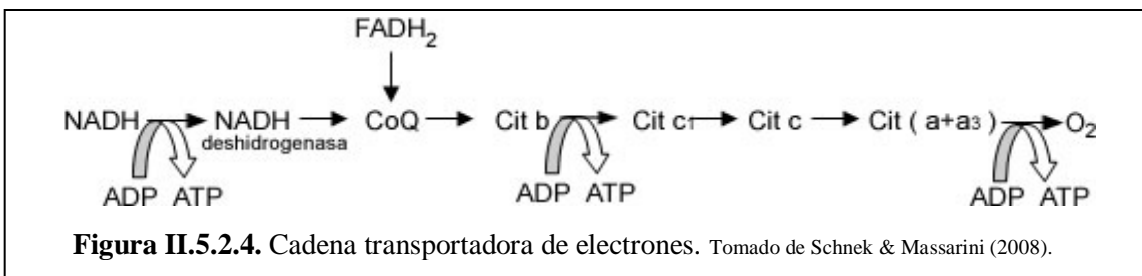 FADH₂
NADH NADH CoQ Cit b Cit c₁ Cit c Cit ( a+a₃ ) O₂
deshidrogenasa
ADP ATP ADP ATP ADP ATP
Figura II.5.2.4. Cadena transportadora de electrones. Tomado de Schnek & Massarini (2008).